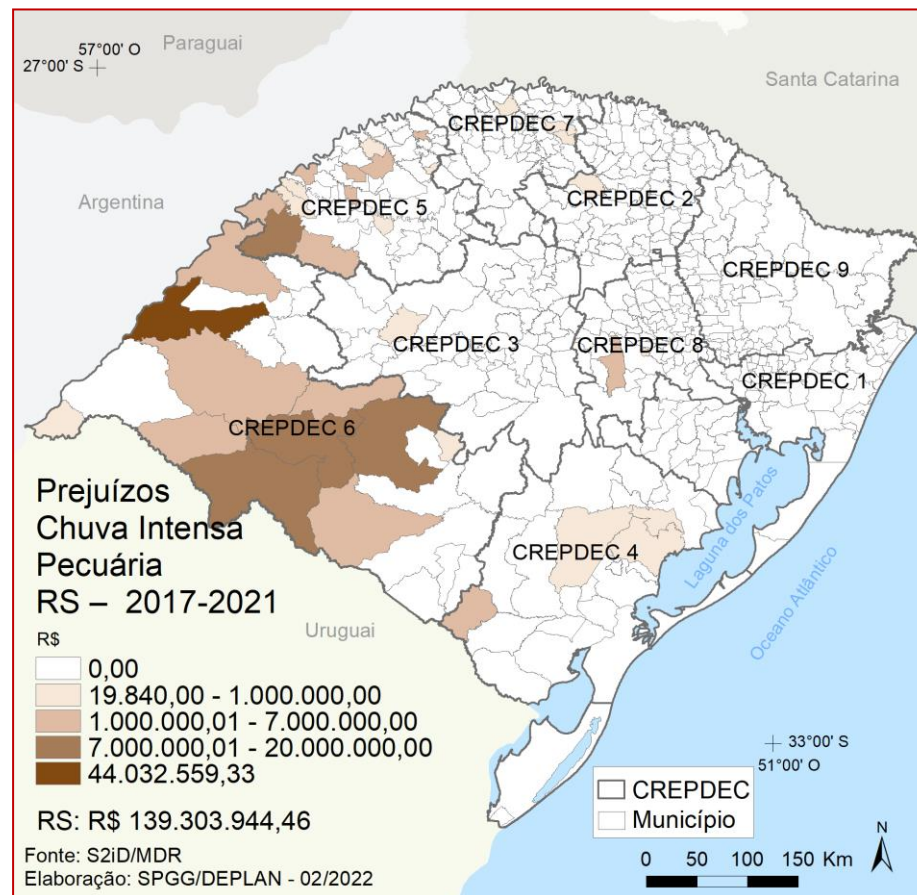 Paraguai
57°00' O
27°00' S
Santa Catarina
CREPDEC 7
Argentina
CREPDEC 5
CREPDEC 2
CREPDEC 9
CREPDEC 3
CREPDEC 8
CREPDEC 1
CREPDEC 6
CREPDEC 4
Laguna dos Patos
Oceano Atlântico
Uruguai
Prejuízos
Chuva Intensa
Pecuária
RS – 2017-2021
R$
0,00
19.840,00 - 1.000.000,00
1.000.000,01 - 7.000.000,00
7.000.000,01 - 20.000.000,00
44.032.559,33
RS: R$ 139.303.944,46
Fonte: S2iD/MDR
Elaboração: SPGG/DEPLAN - 02/2022
33°00' S
51°00' O
CREPDEC
Município
N
0 50 100 150 Km